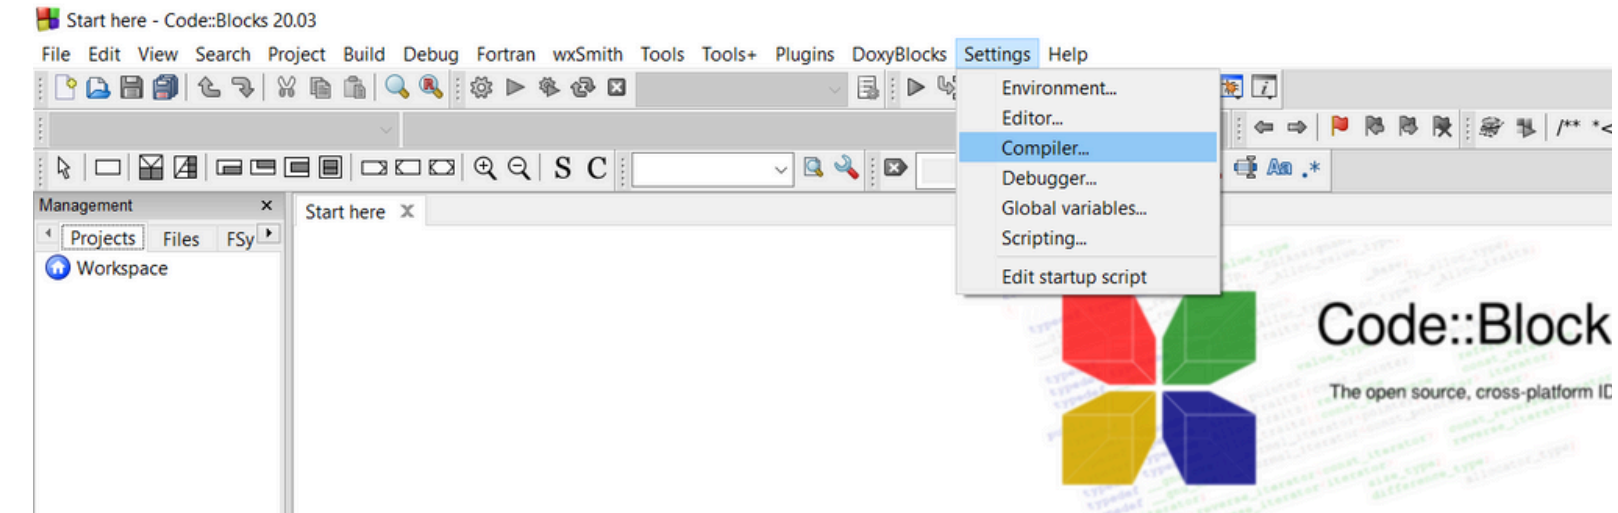 Start here - Code::Blocks 20.03
File Edit View Search Project Build Debug Fortran wxSmith Tools Tools+ Plugins DoxyBlocks Settings Help
Environment...
Editor...
/** *<
Compiler...
S C
Aa .*
Debugger...
Management
Global variables...
Start here
Projects Files FSy
Scripting...
Workspace
Edit startup script
Code::Block
The open source, cross-platform ID